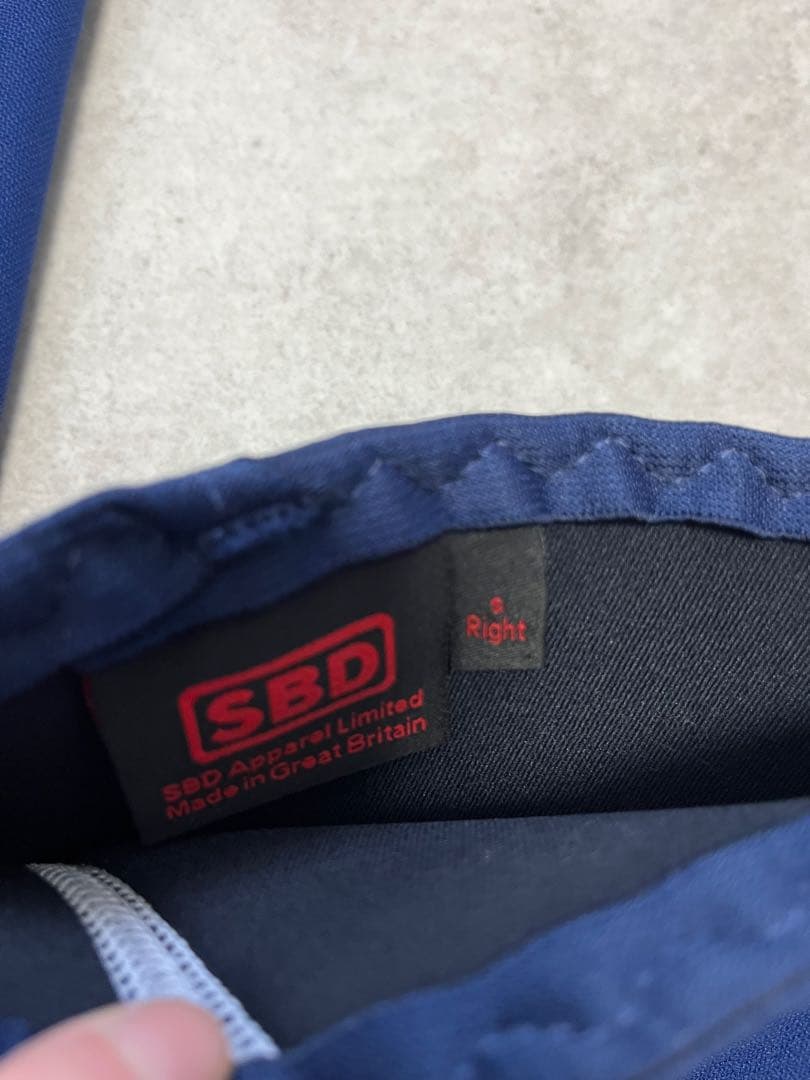 SBD
SBD Apparel Limited
Made in Great Britain
S
Right